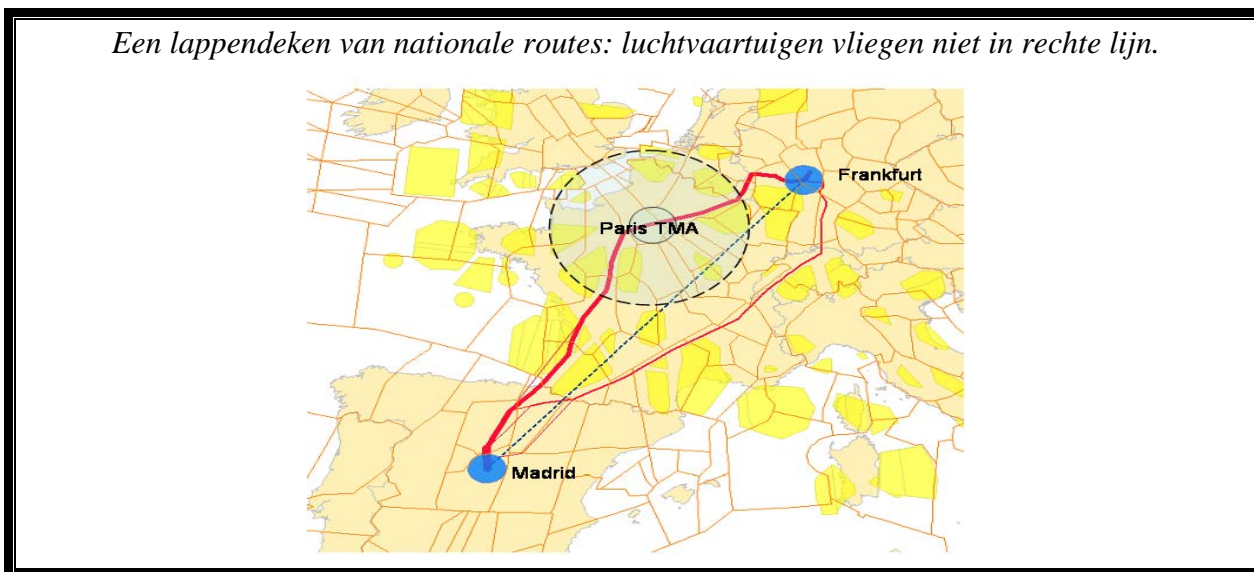 Een lappendeken van nationale routes: luchtvaartuigen vliegen niet in rechte lijn.
Frankfurt
Paris TMA
Madrid